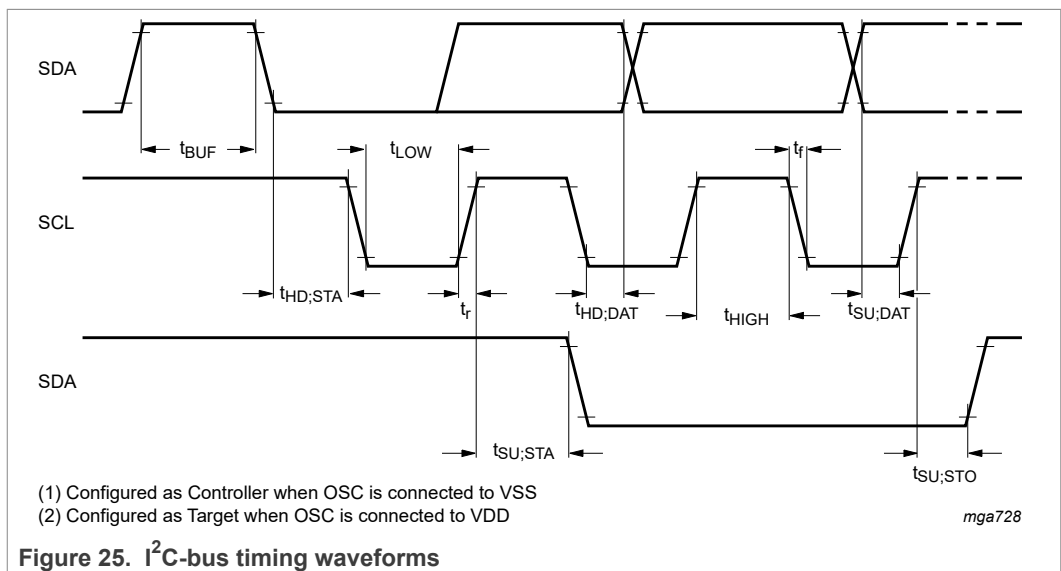 SDA
tBUF
tLOW
tf
SCL
tHD;STA
tr
tHD;DAT
tHIGH
tSU;DAT
SDA
tSU;STA
tSU;STO
(1) Configured as Controller when OSC is connected to VSS
(2) Configured as Target when OSC is connected to VDD
mga728
Figure 25. I²C-bus timing waveforms